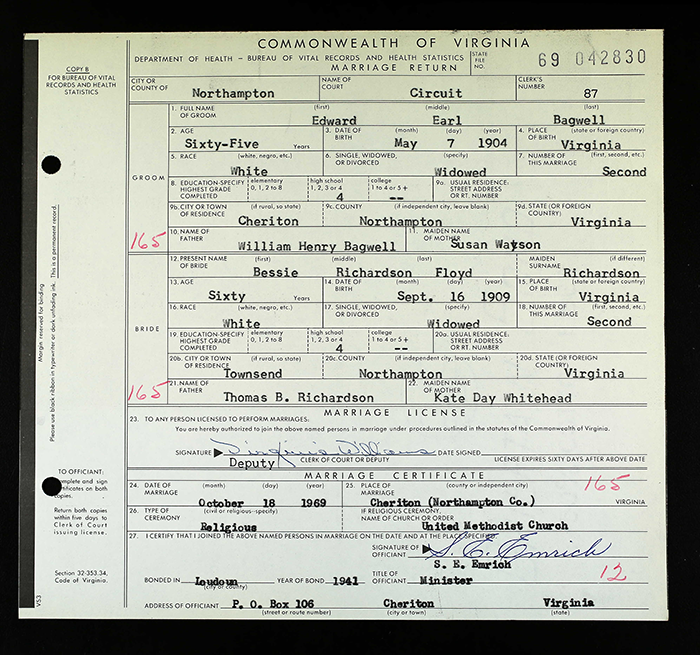 COMMONWEALTH OF VIRGINIA
DEPARTMENT OF HEALTH – BUREAU OF VITAL RECORDS AND HEALTH STATISTICS
MARRIAGE RETURN
STATE FILE NO. 69 042830
COPY B
FOR BUREAU OF VITAL
RECORDS AND HEALTH
STATISTICS
CITY OR COUNTY OF Northampton NAME OF COURT Circuit CLERK'S NUMBER 87
GROOM
1. FULL NAME OF GROOM (first) (middle) (last)
Edward Earl Bagwell
2. AGE Sixty-Five Years 3. DATE OF BIRTH (month) (day) (year) May 7 1904 4. PLACE OF BIRTH (state or foreign country) Virginia
5. RACE (white, negro, etc.) White 6. SINGLE, WIDOWED, OR DIVORCED (specify) Widowed 7. NUMBER OF THIS MARRIAGE (first, second, etc.) Second
8. EDUCATION-SPECIFY HIGHEST GRADE COMPLETED elementary 0, 1, 2 to 8 high school 1, 2, 3 or 4 4 college 1 to 4 or 5 + -- 9a. USUAL RESIDENCE: STREET ADDRESS OR RT. NUMBER
9b. CITY OR TOWN OF RESIDENCE (if rural, so state) Cheriton 9c. COUNTY (if independent city, leave blank) Northampton 9d. STATE (OR FOREIGN COUNTRY) Virginia
165 10. NAME OF FATHER William Henry Bagwell 11. MAIDEN NAME OF MOTHER Susan Watson
BRIDE
12. PRESENT NAME OF BRIDE (first) (middle) (last) MAIDEN SURNAME (if different)
Bessie Richardson Floyd Richardson
13. AGE Sixty Years 14. DATE OF BIRTH (month) (day) (year) Sept. 16 1909 15. PLACE OF BIRTH (state or foreign country) Virginia
16. RACE (white, negro, etc.) White 17. SINGLE, WIDOWED, OR DIVORCED (specify) Widowed 18. NUMBER OF THIS MARRIAGE (first, second, etc.) Second
19. EDUCATION-SPECIFY HIGHEST GRADE COMPLETED elementary 0, 1, 2 to 8 high school 1, 2, 3 or 4 4 college 1 to 4 or 5 + -- 20a. USUAL RESIDENCE: STREET ADDRESS OR RT. NUMBER
20b. CITY OR TOWN OF RESIDENCE (if rural, so state) Townsend 20c. COUNTY (if independent city, leave blank) Northampton 20d. STATE (OR FOREIGN COUNTRY) Virginia
165 21. NAME OF FATHER Thomas B. Richardson 22. MAIDEN NAME OF MOTHER Kate Day Whitehead
MARRIAGE LICENSE
23. TO ANY PERSON LICENSED TO PERFORM MARRIAGES:
You are hereby authorized to join the above named persons in marriage under procedures outlined in the statutes of the Commonwealth of Virginia.
SIGNATURE Virginia Williams DATE SIGNED
Deputy CLERK OF COURT OR DEPUTY LICENSE EXPIRES SIXTY DAYS AFTER ABOVE DATE
MARRIAGE CERTIFICATE
24. DATE OF MARRIAGE (month) (day) (year) October 18 1969 25. PLACE OF MARRIAGE (county or independent city) Cheriton (Northampton Co.) VIRGINIA 165
26. TYPE OF CEREMONY (civil or religious-specify) Religious IF RELIGIOUS CEREMONY, NAME OF CHURCH OR ORDER United Methodist Church
27. I CERTIFY THAT I JOINED THE ABOVE NAMED PERSONS IN MARRIAGE ON THE DATE AND AT THE PLACE SPECIFIED.
SIGNATURE OF OFFICIANT S. E. Emrich
S. E. Emrich
BONDED IN Loudoun (city or county) YEAR OF BOND 1941 TITLE OF OFFICIANT Minister 12
ADDRESS OF OFFICIANT P. O. Box 106 Cheriton Virginia
(street or route number) (city or town) (state)
Margin reserved for binding
Please use black ribbon in typewriter or dark unfading ink. This is a permanent record.
TO OFFICIANT:
Complete and sign
certificates on both
copies.
Return both copies
within five days to
Clerk of Court
issuing license.
Section 32-353.34,
Code of Virginia.
VS3